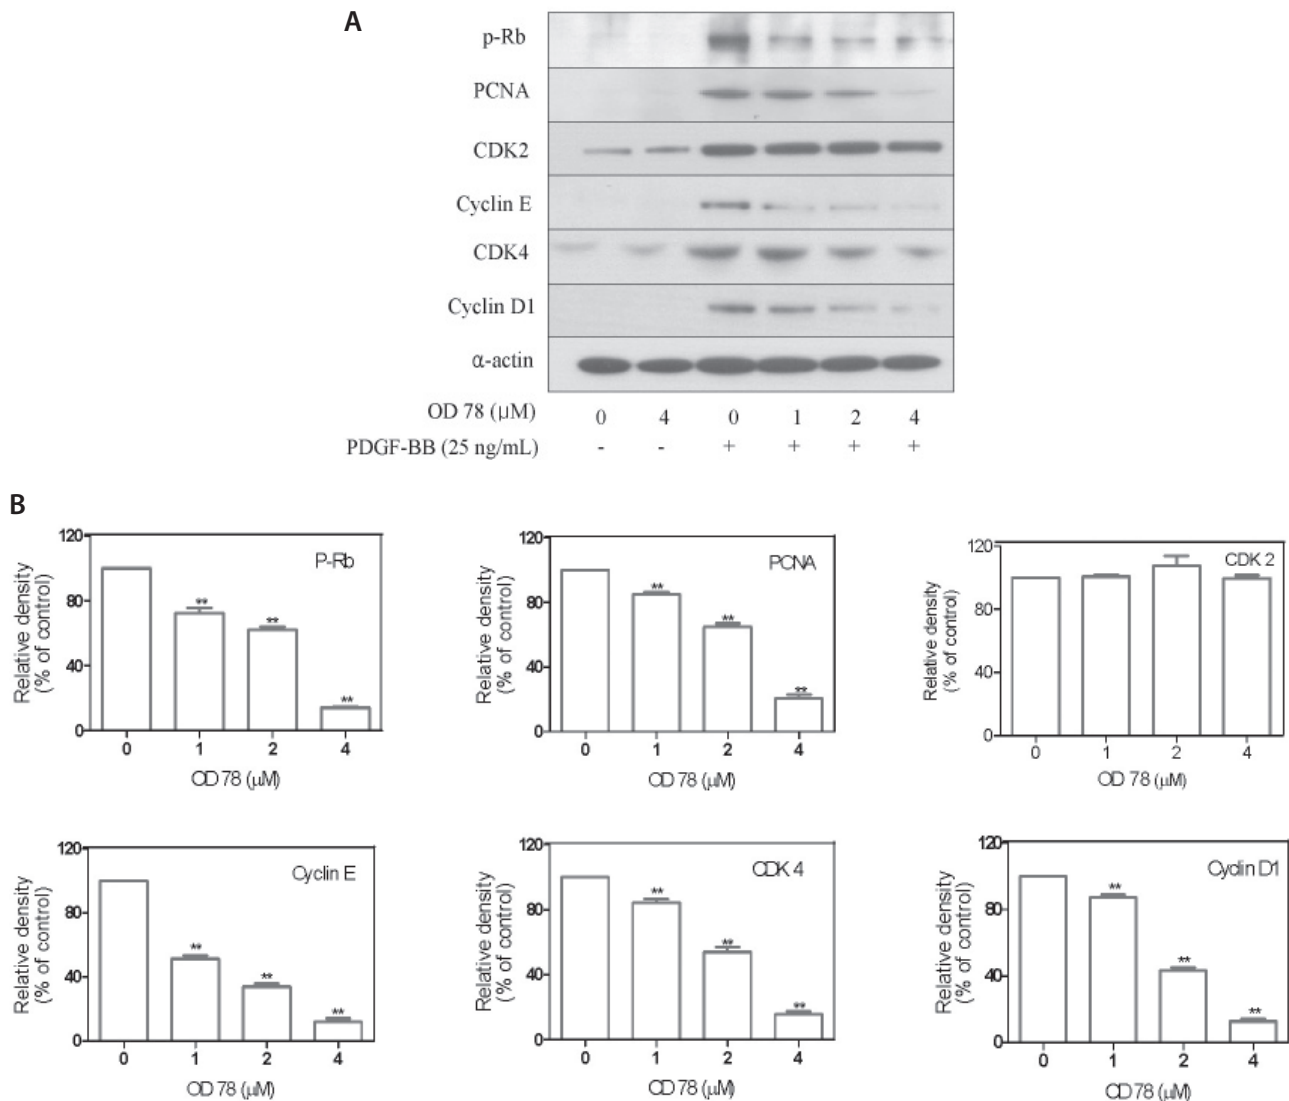 A
p-Rb
PCNA
CDK2
Cyclin E
CDK4
Cyclin D1
α-actin
OD 78 (μM) 0 4 0 1 2 4
PDGF-BB (25 ng/mL) - - + + + +
B
120
80
40
0
Relative density
(% of control)
P-Rb
** ** **
0 1 2 4
OD 78 (μM)
120
80
40
0
Relative density
(% of control)
PCNA
** ** **
0 1 2 4
OD 78 (μM)
120
80
40
0
Relative density
(% of control)
CDK 2
0 1 2 4
OD 78 (μM)
120
80
40
0
Relative density
(% of control)
Cyclin E
** ** **
0 1 2 4
OD 78 (μM)
120
80
40
0
Relative density
(% of control)
CDK 4
** ** **
0 1 2 4
OD 78 (μM)
120
80
40
0
Relative density
(% of control)
Cyclin D1
** ** **
0 1 2 4
OD 78 (μM)